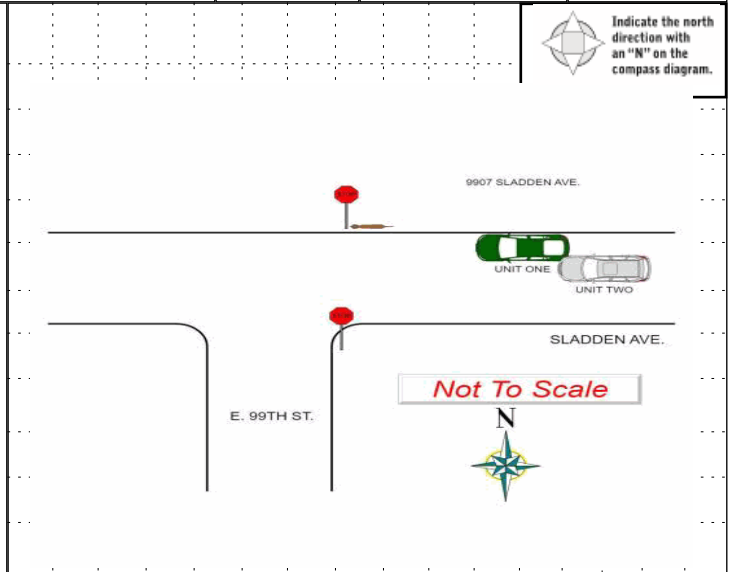 Indicate the north
direction with
an “N” on the
compass diagram.
9907 SLADDEN AVE.
UNIT ONE
UNIT TWO
SLADDEN AVE.
Not To Scale
E. 99TH ST.
N